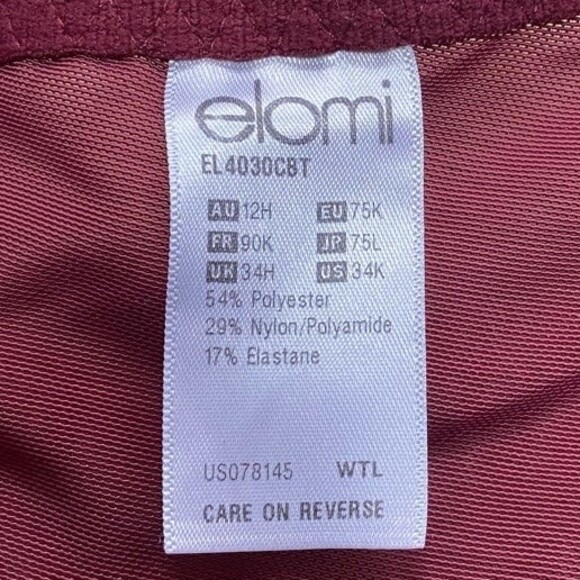 elomi
EL4030CBT
AU 12H EU 75K
FR 90K JP 75L
UK 34H US 34K
54% Polyester
29% Nylon/Polyamide
17% Elastane
US078145 WTL
CARE ON REVERSE